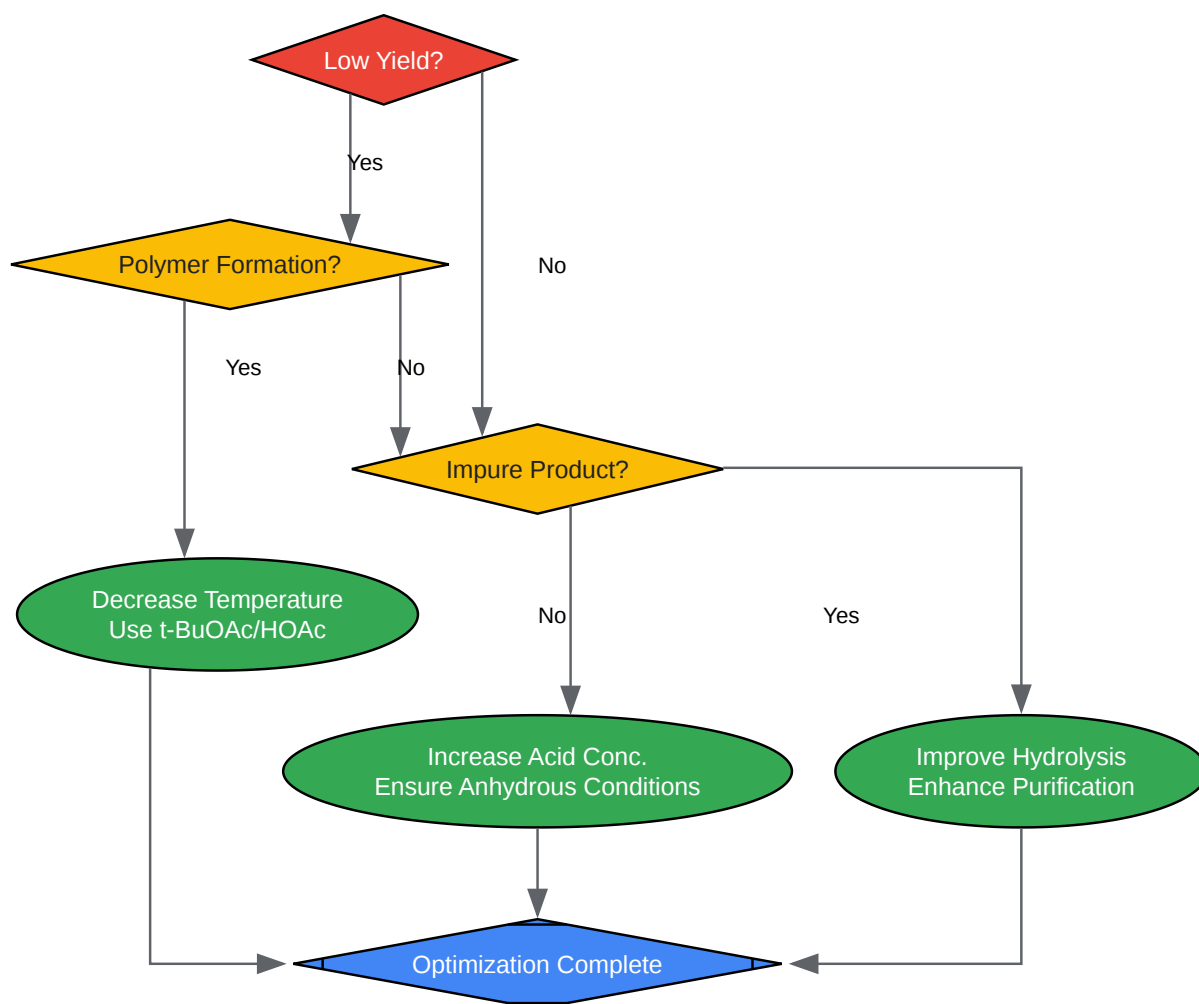 Low Yield?
Yes
Polymer Formation?
No
Yes
No
Impure Product?
Decrease Temperature
Use t-BuOAc/HOAc
No
Yes
Increase Acid Conc.
Ensure Anhydrous Conditions
Improve Hydrolysis
Enhance Purification
Optimization Complete